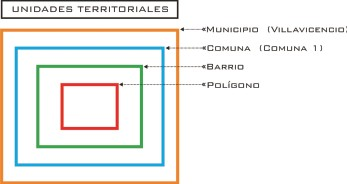 UNIDADES TERRITORIALES
MUNICIPIO (VILLAVICENCIO)
COMUNA (COMUNA 1)
BARRIO
POLÍGONO